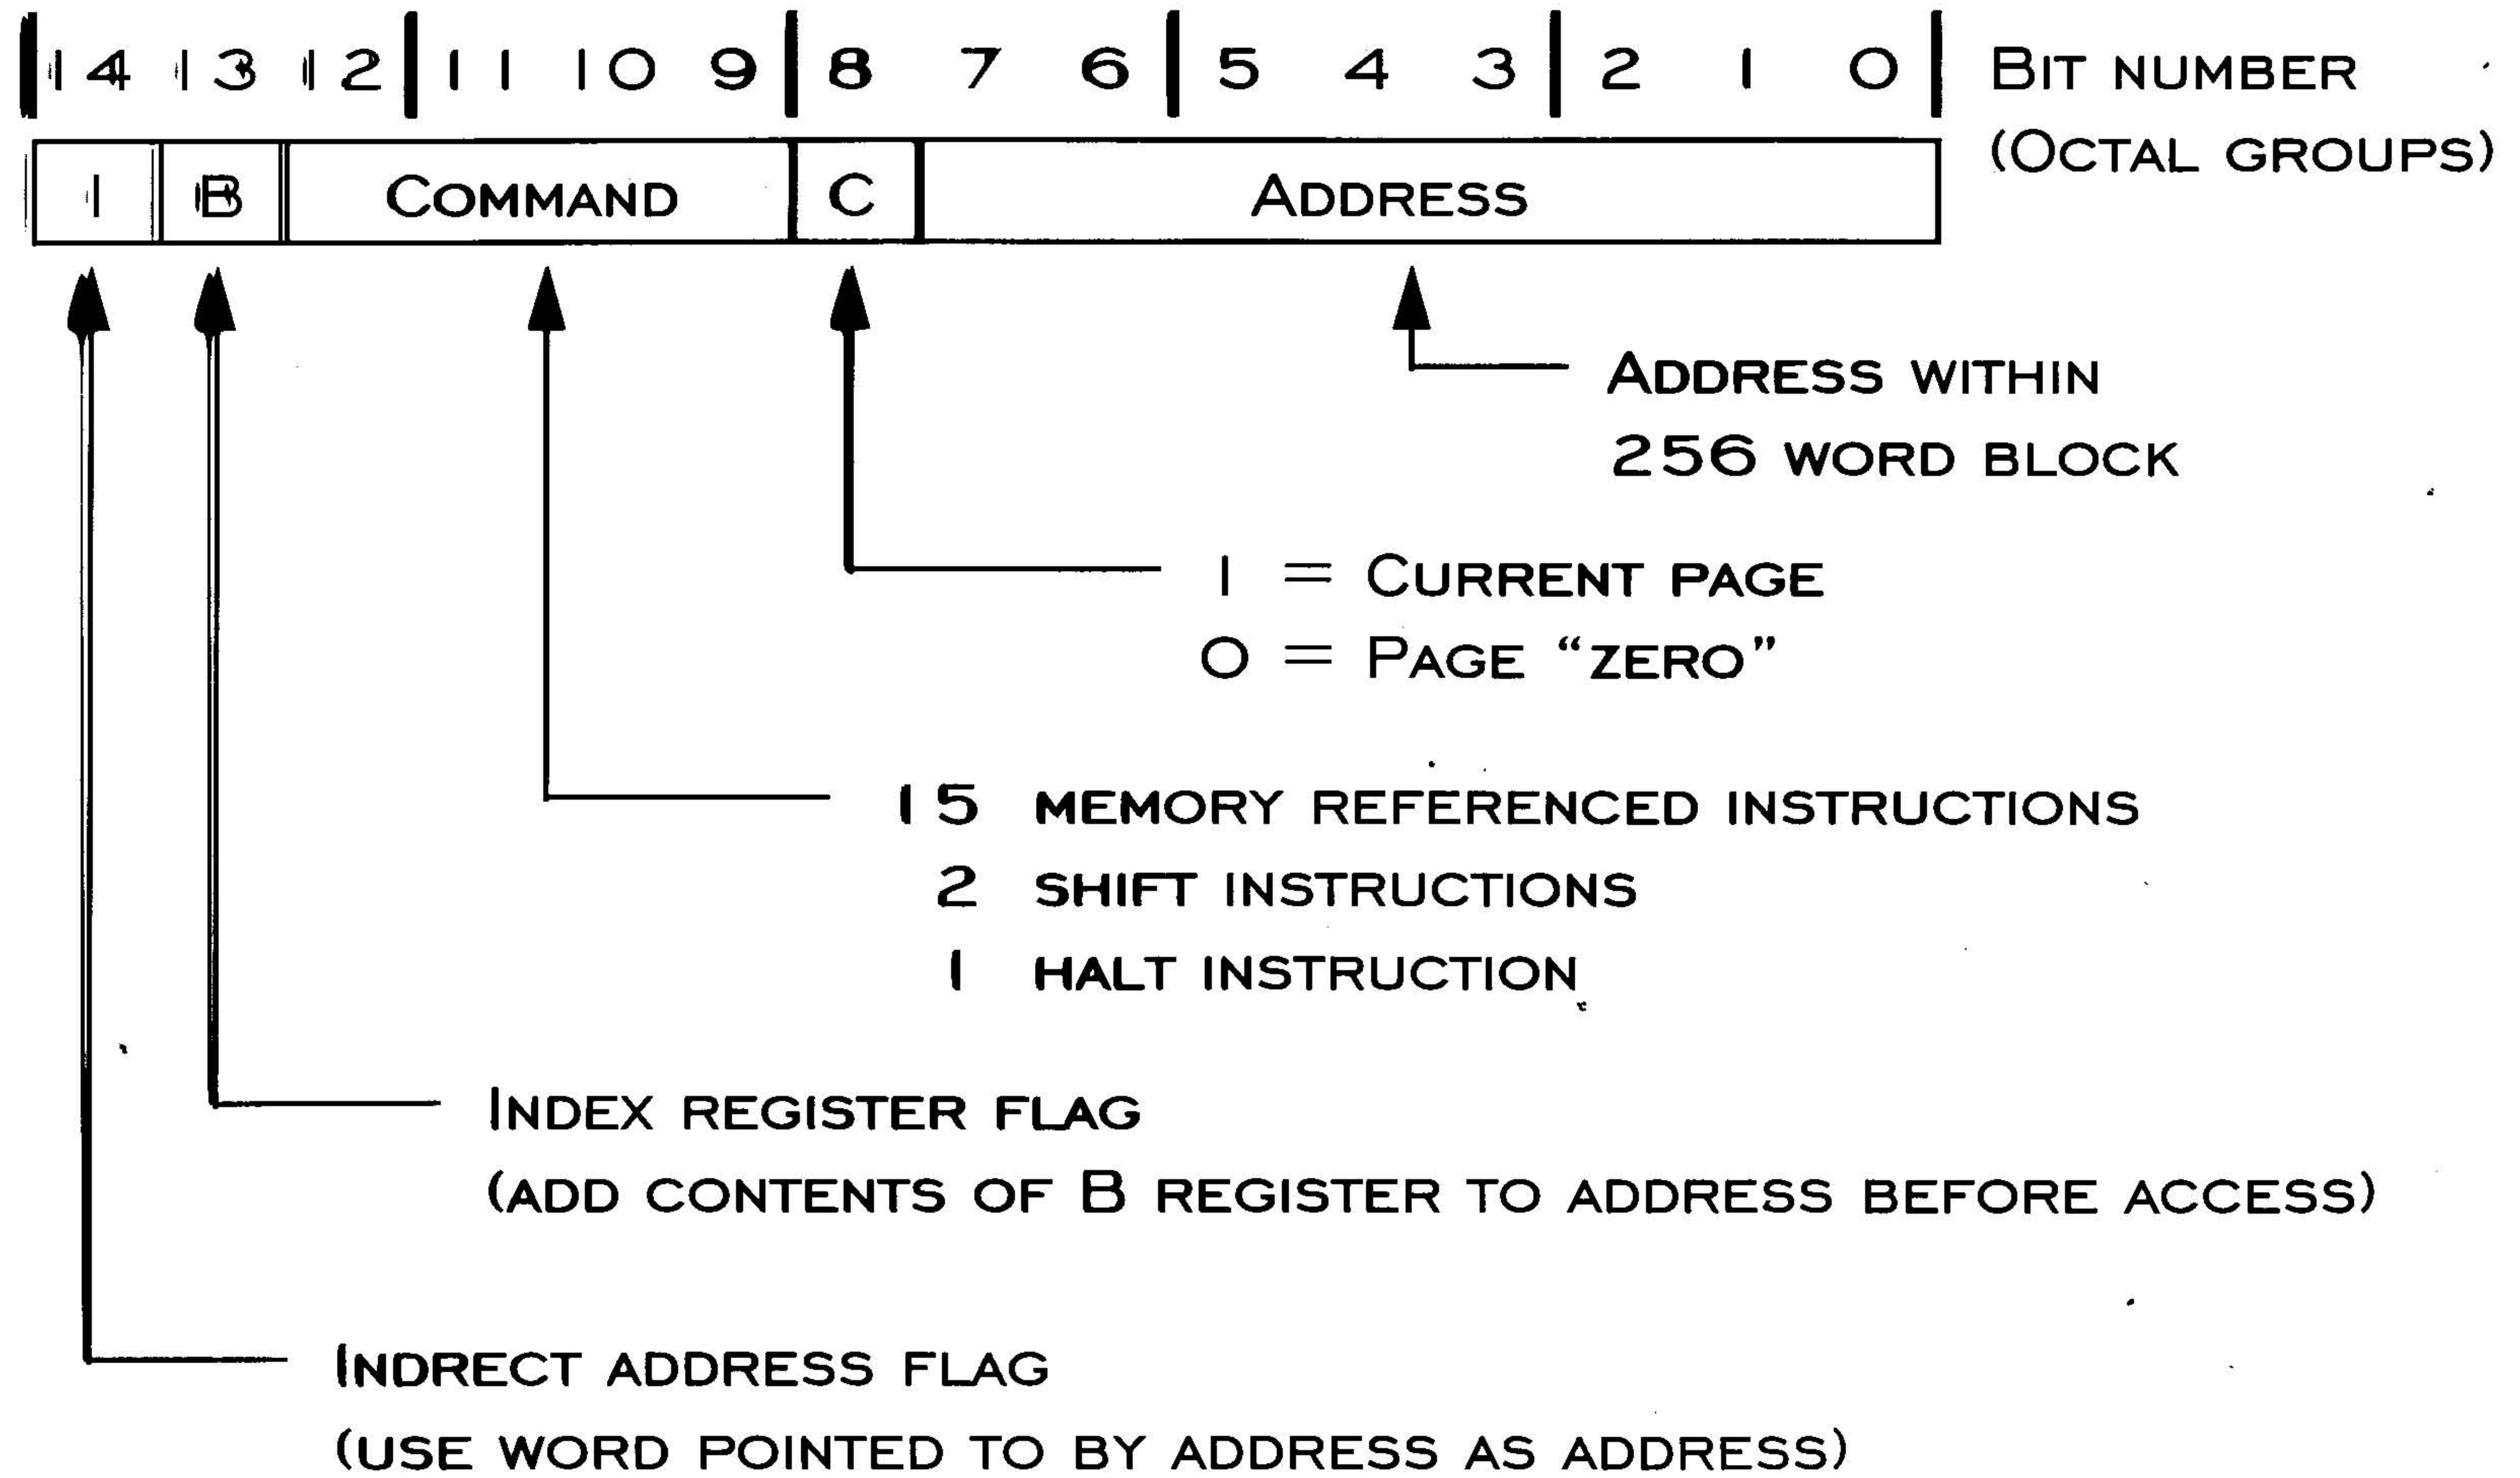 14 13 12 11 10 9 8 7 6 5 4 3 2 1 0 BIT NUMBER
(OCTAL GROUPS)
I B COMMAND C ADDRESS
ADDRESS WITHIN
256 WORD BLOCK
1 = CURRENT PAGE
0 = PAGE “ZERO”
15 MEMORY REFERENCED INSTRUCTIONS
2 SHIFT INSTRUCTIONS
1 HALT INSTRUCTION
INDEX REGISTER FLAG
(ADD CONTENTS OF B REGISTER TO ADDRESS BEFORE ACCESS)
INDRECT ADDRESS FLAG
(USE WORD POINTED TO BY ADDRESS AS ADDRESS)